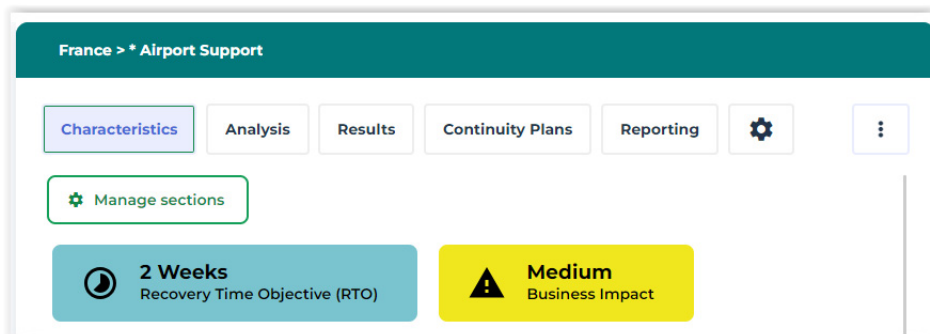 France > * Airport Support
Characteristics Analysis Results Continuity Plans Reporting
Manage sections
2 Weeks
Recovery Time Objective (RTO)
Medium
Business Impact